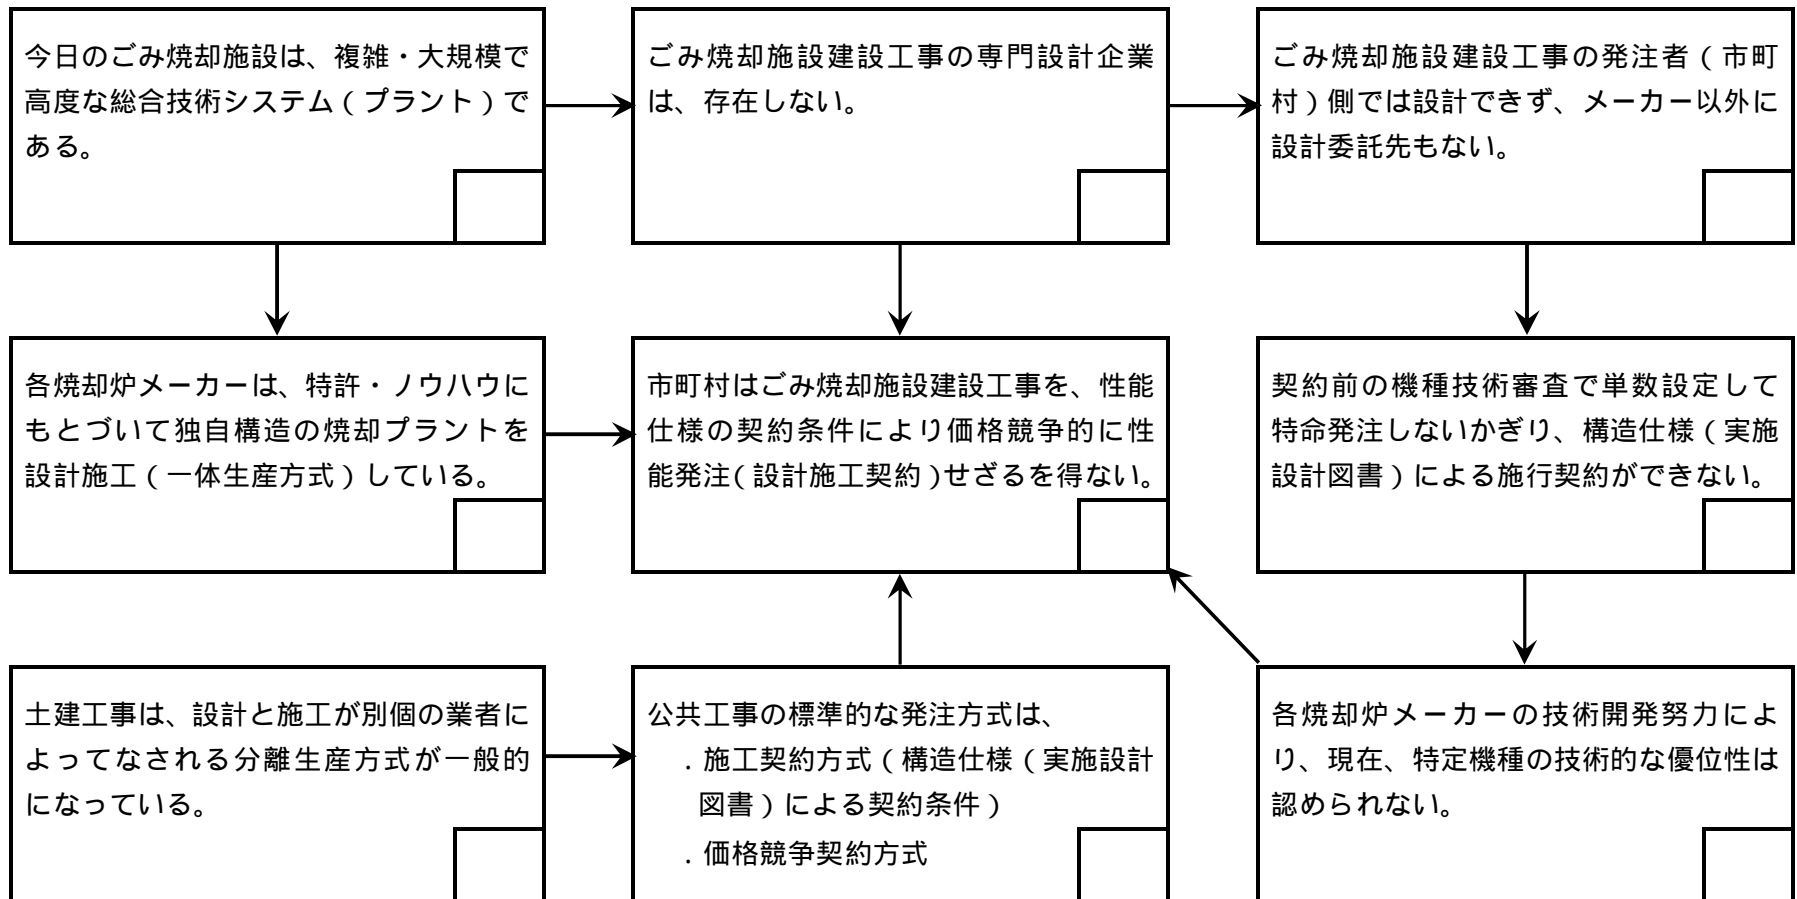 今日のごみ焼却施設は、複雑・大規模で
高度な総合技術システム(プラント)で
ある。
ごみ焼却施設建設工事の専門設計企業
は、存在しない。
ごみ焼却施設建設工事の発注者(市町
村)側では設計できず、メーカー以外に
設計委託先もない。
各焼却炉メーカーは、特許・ノウハウに
もとづいて独自構造の焼却プラントを
設計施工(一体生産方式)している。
市町村はごみ焼却施設建設工事を、性能
仕様の契約条件により価格競争的に性
能発注(設計施工契約)せざるを得ない。
契約前の機種技術審査で単数設定して
特命発注しないかぎり、構造仕様(実施
設計図書)による施行契約ができない。
土建工事は、設計と施工が別個の業者に
よってなされる分離生産方式が一般的
になっている。
公共工事の標準的な発注方式は、
.施工契約方式(構造仕様(実施設計
図書)による契約条件)
.価格競争契約方式
各焼却炉メーカーの技術開発努力によ
り、現在、特定機種の技術的な優位性は
認められない。